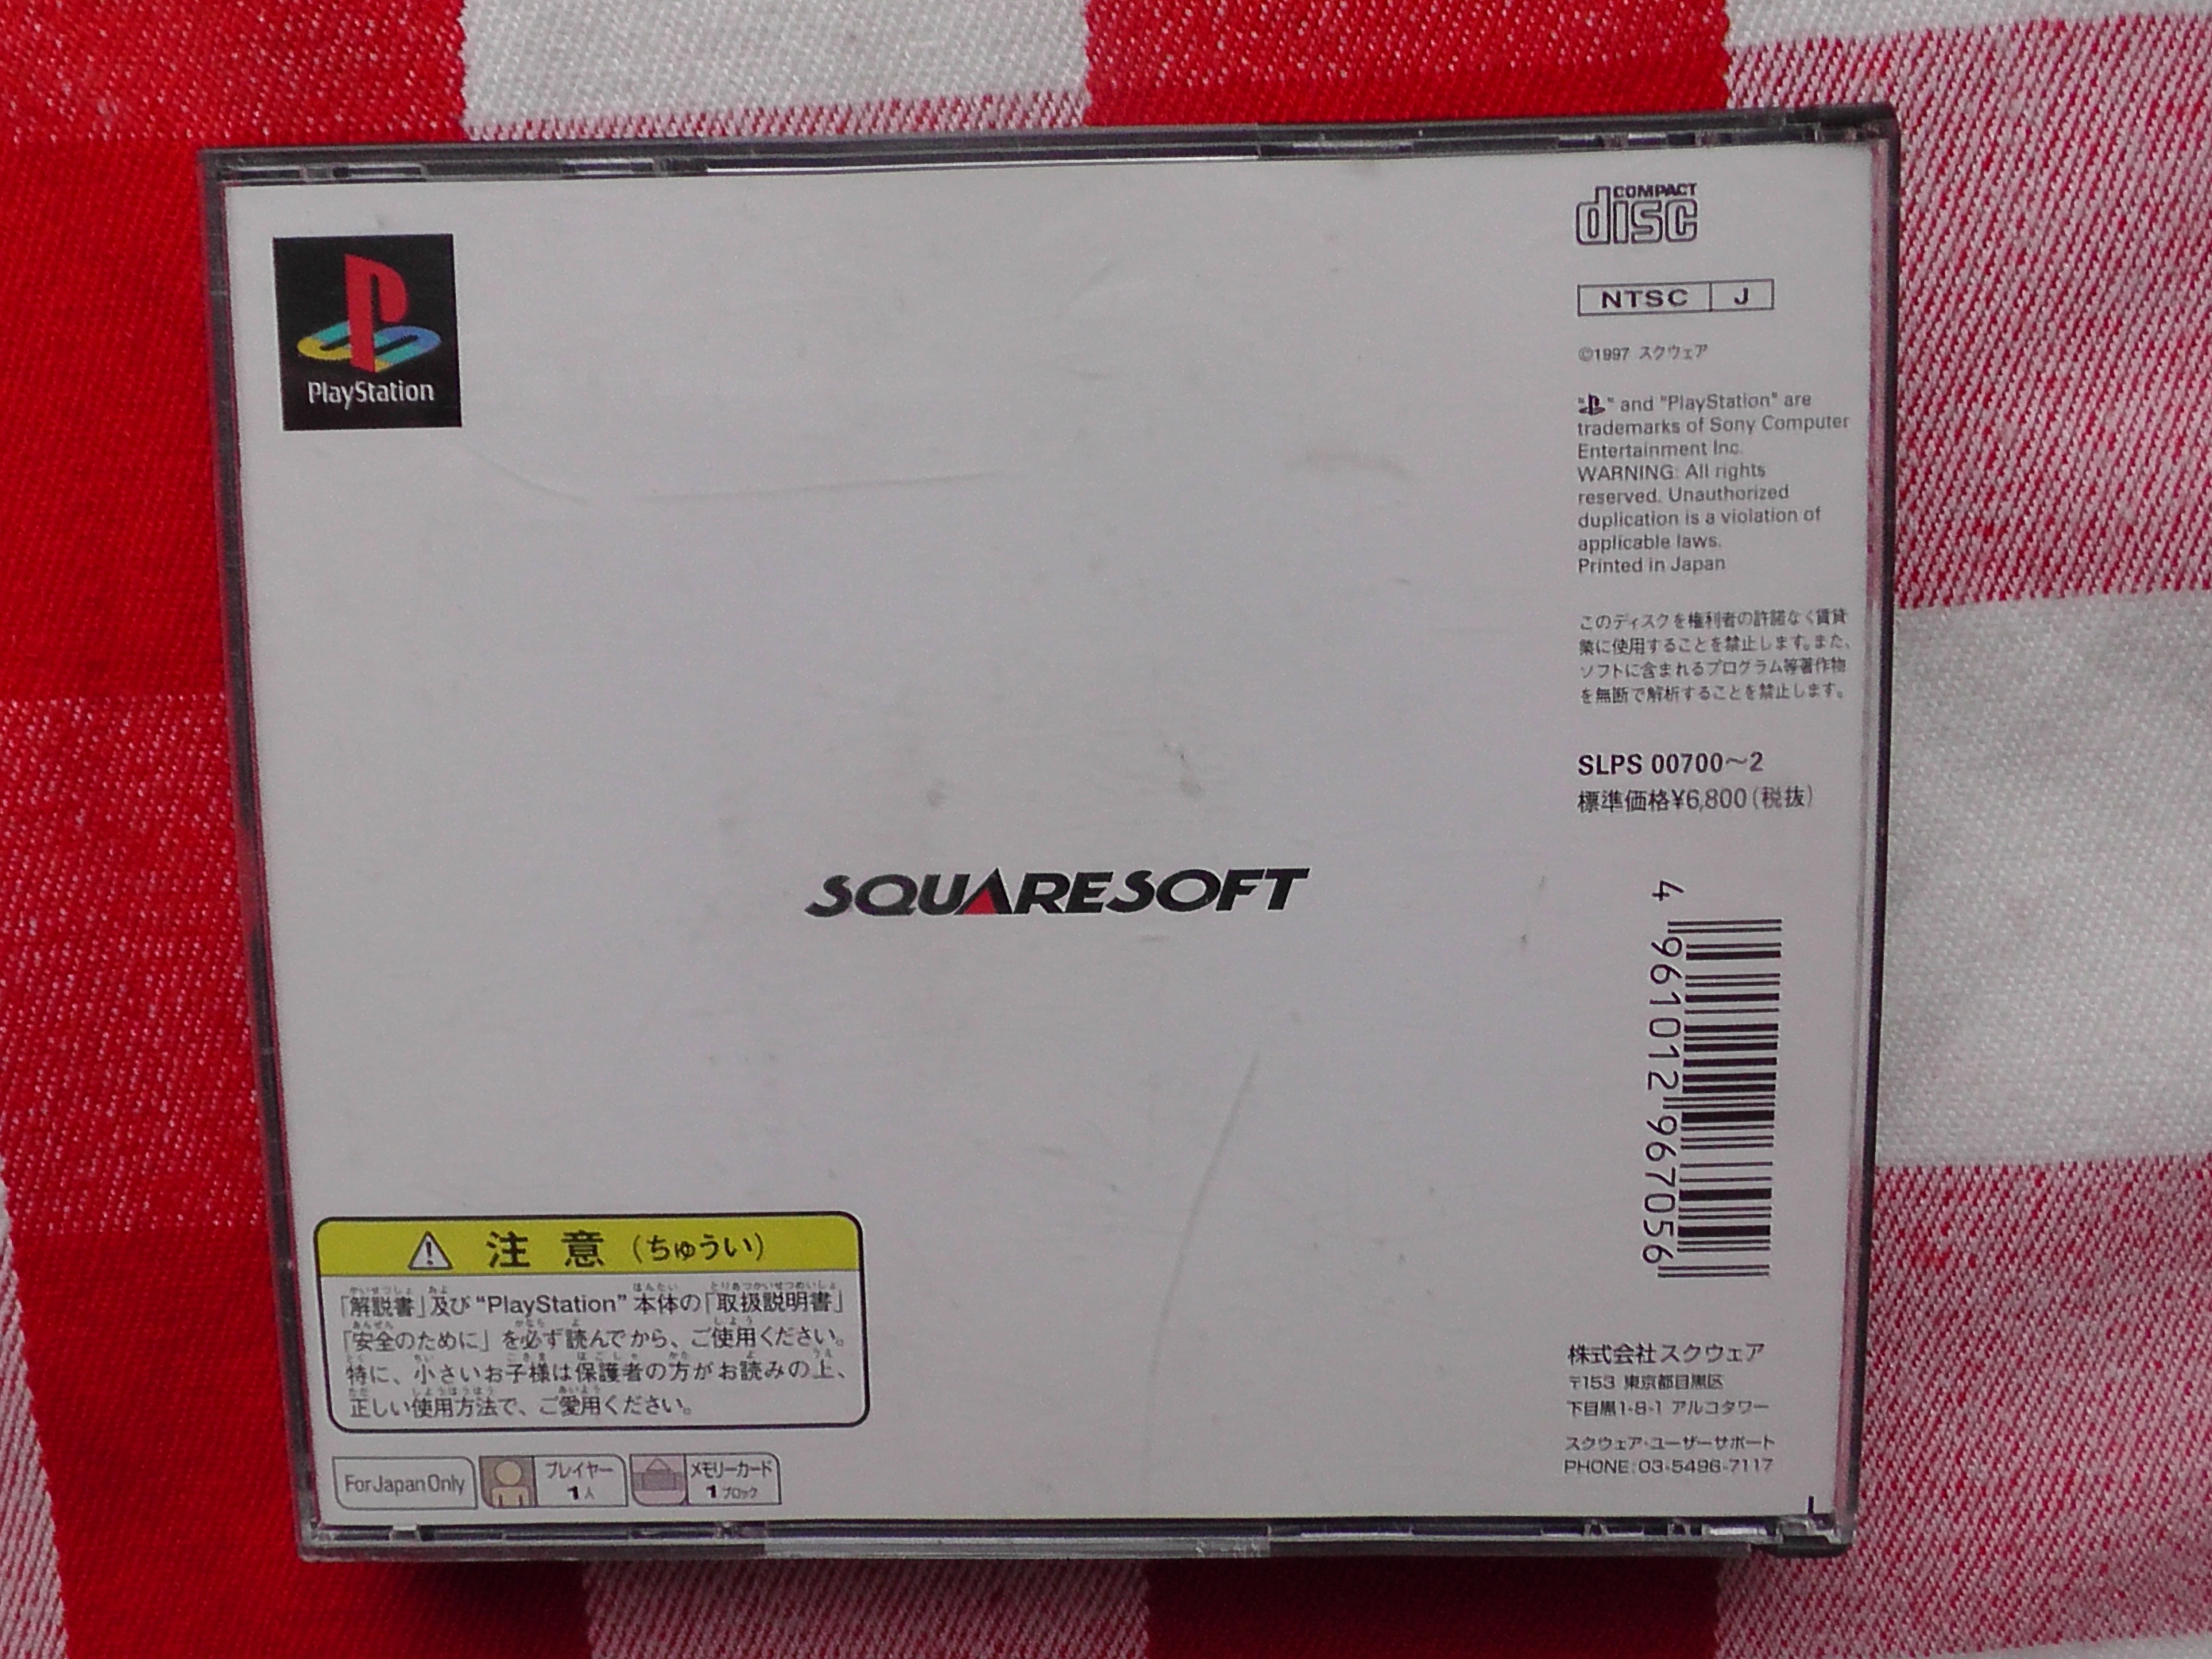 PlayStation
COMPACT
disc
NTSC J
©1997 スクウェア
"PS" and "PlayStation" are
trademarks of Sony Computer
Entertainment Inc.
WARNING: All rights
reserved. Unauthorized
duplication is a violation of
applicable laws.
Printed in Japan
このディスクを権利者の許諾なく賃貸
業に使用することを禁止します。また、
ソフトに含まれるプログラム等著作物
を無断で解析することを禁止します。
SLPS 00700〜2
標準価格¥6,800(税抜)
SQUARESOFT
4 961012 967056
注意(ちゅうい)
「解説書」及び"PlayStation"本体の「取扱説明書」
「安全のために」を必ず読んでから、ご使用ください。
特に、小さいお子様は保護者の方がお読みの上、
正しい使用方法で、ご愛用ください。
For Japan Only
プレイヤー
1人
メモリーカード
1ブロック
株式会社スクウェア
〒153 東京都目黒区
下目黒1-8-1 アルコタワー
スクウェア・ユーザーサポート
PHONE:03-5496-7117